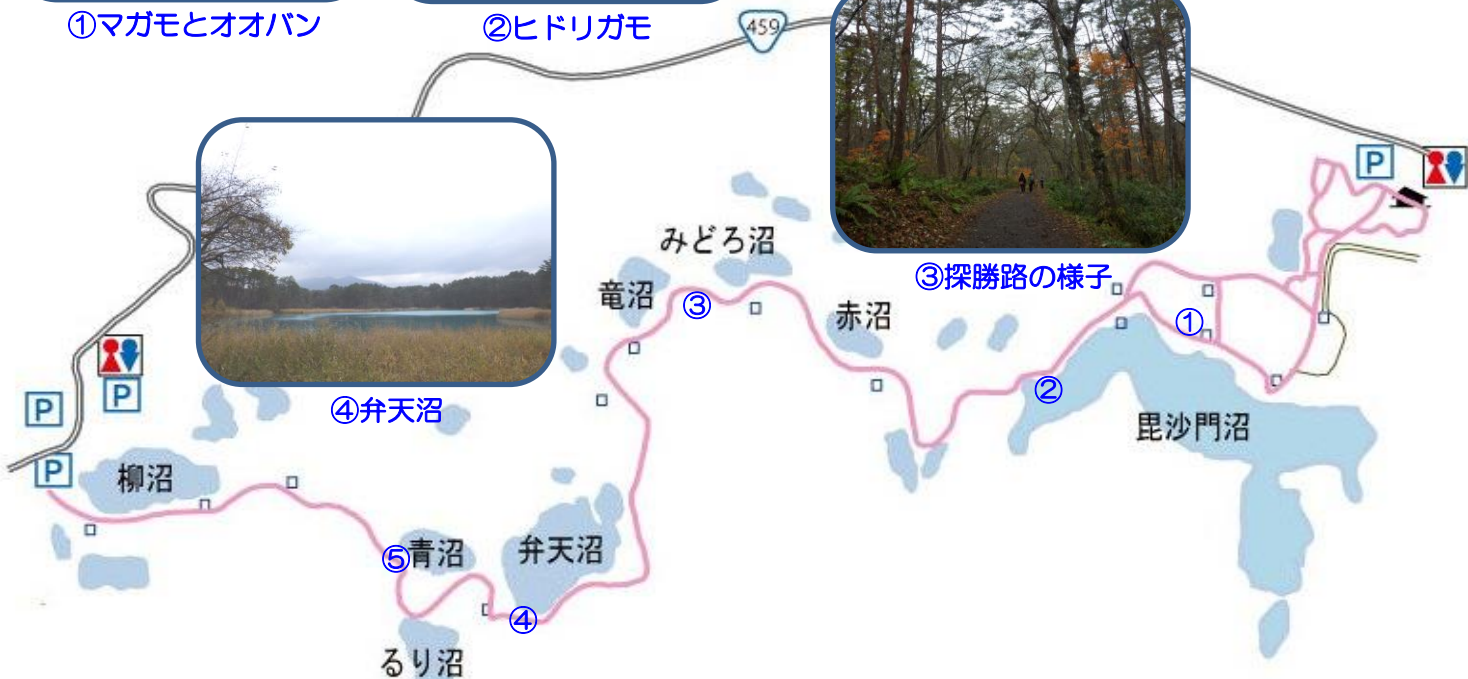 ①マガモとオオバン
②ヒドリガモ
459
P
みどろ沼
③探勝路の様子
竜沼
③
赤沼
①
②
④弁天沼
P
P
毘沙門沼
P
柳沼
⑤青沼
弁天沼
④
るり沼